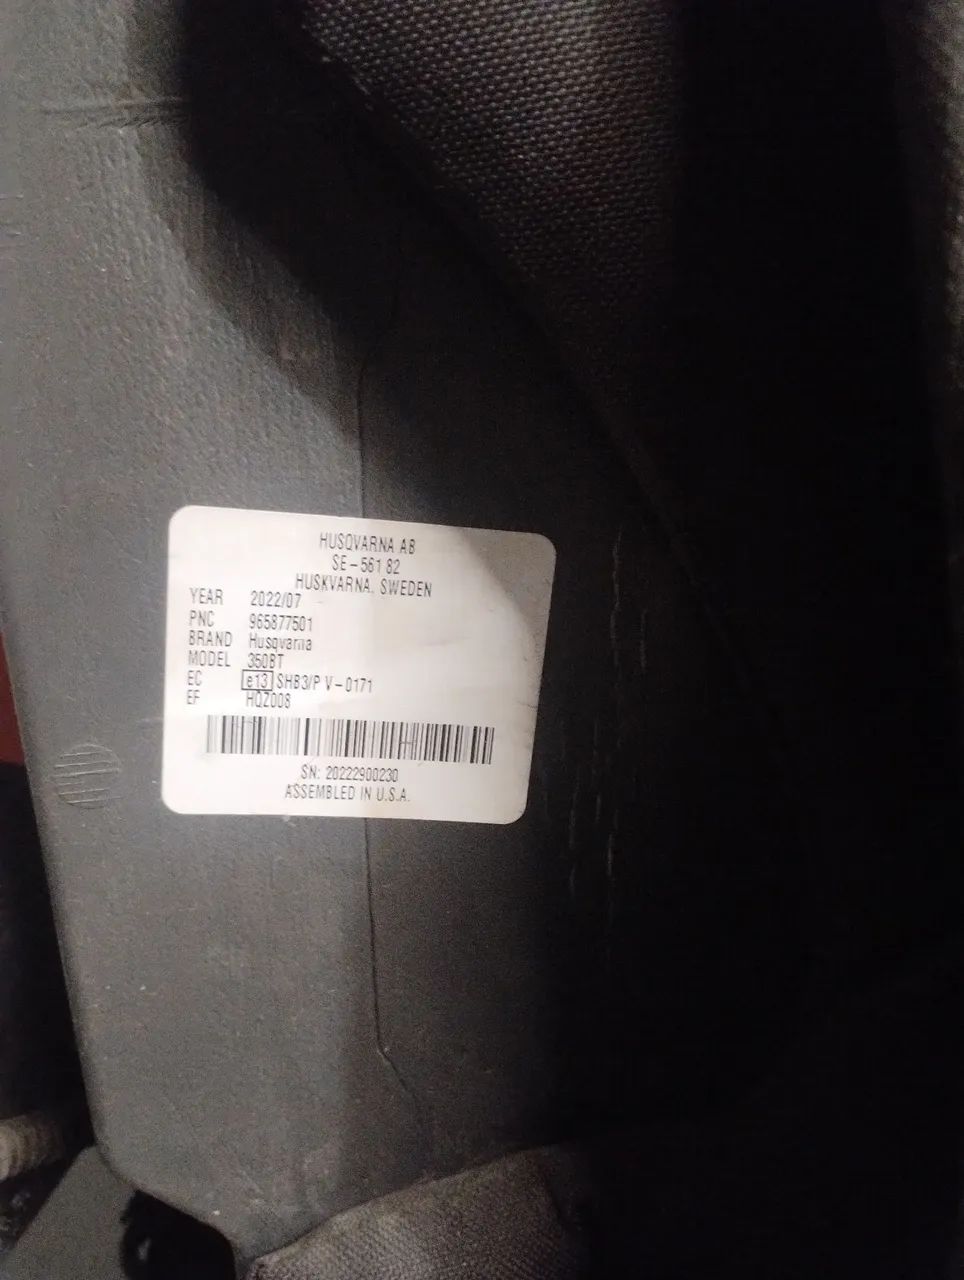 HUSQVARNA AB
SE-561 82
HUSKVARNA, SWEDEN
YEAR 2022/07
PNC 965877501
BRAND Husqvarna
MODEL 350BT
EC e13 SHB3/P V-0171
EF HQZ008
SN: 20222900230
ASSEMBLED IN U.S.A.